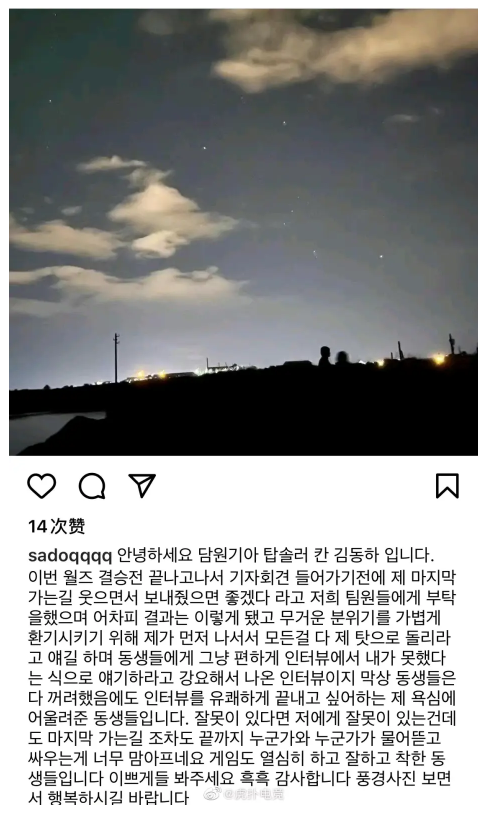 14次赞
sadoqqqq 안녕하세요 담원기아 탑솔러 칸 김동하 입니다.
이번 월즈 결승전 끝나고나서 기자회견 들어가기전에 제 마지막
가는길 웃으면서 보내줬으면 좋겠다 라고 저희 팀원들에게 부탁
을했으며 어차피 결과는 이렇게 됐고 무거운 분위기를 가볍게
환기시키기 위해 제가 먼저 나서서 모든걸 다 제 탓으로 돌리라
고 얘길 하며 동생들에게 그냥 편하게 인터뷰에서 내가 못했다
는 식으로 얘기하라고 강요해서 나온 인터뷰이지 막상 동생들은
다 꺼려했음에도 인터뷰를 유쾌하게 끝내고 싶어하는 제 욕심에
어울려준 동생들입니다. 잘못이 있다면 저에게 잘못이 있는건데
도 마지막 가는길 조차도 끝까지 누군가와 누군가가 물어뜯고
싸우는게 너무 맘아프네요 게임도 열심히 하고 잘하고 착한 동
생들입니다 이쁘게들 봐주세요 흑흑 감사합니다 풍경사진 보면
서 행복하시길 바랍니다
@虎扑电竞